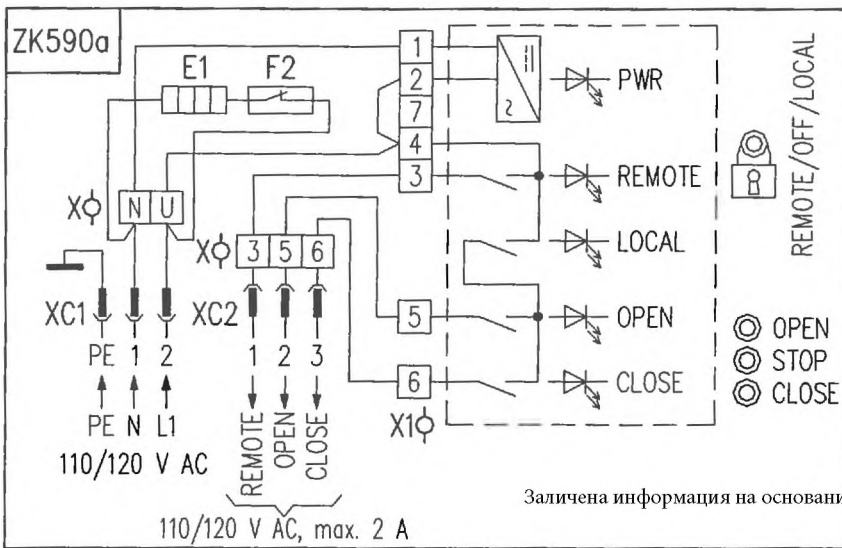 ZK590a
E1
F2
1
2
7
4
3
PWR
REMOTE
LOCAL
OPEN
CLOSE
REMOTE/OFF/LOCAL
X
N U
X
3 5 6
XC1
PE 1 2
PE N L1
110/120 V AC
XC2
1 2 3
REMOTE
OPEN
CLOSE
110/120 V AC, max. 2 A
5
6
X1
OPEN
STOP
CLOSE
Заличена информация на основани